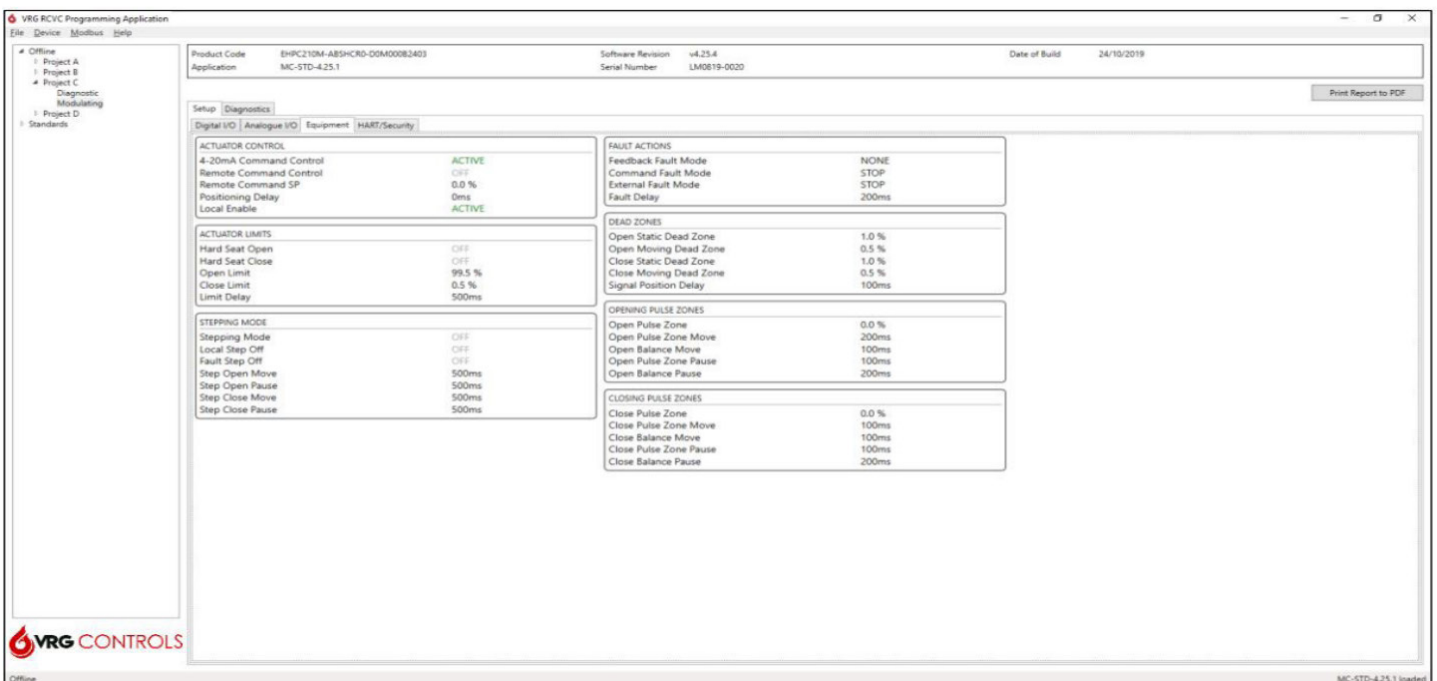 VRG RCVC Programming Application
File Device Modbus Help
Offline
Project A
Project B
Project C
Diagnostic
Modulating
Project D
Standards
Product Code EHPC210M-ABSHCR0-D0M00082403 Software Revision v4.25.4 Date of Build 24/10/2019
Application MC-STD-4.25.1 Serial Number LM0819-0020
Print Report to PDF
Setup Diagnostics
Digital I/O Analogue I/O Equipment HART/Security
ACTUATOR CONTROL
4-20mA Command Control ACTIVE
Remote Command Control OFF
Remote Command SP 0.0 %
Positioning Delay 0ms
Local Enable ACTIVE
ACTUATOR LIMITS
Hard Seat Open OFF
Hard Seat Close OFF
Open Limit 99.5 %
Close Limit 0.5 %
Limit Delay 500ms
STEPPING MODE
Stepping Mode OFF
Local Step Off OFF
Fault Step Off OFF
Step Open Move 500ms
Step Open Pause 500ms
Step Close Move 500ms
Step Close Pause 500ms
FAULT ACTIONS
Feedback Fault Mode NONE
Command Fault Mode STOP
External Fault Mode STOP
Fault Delay 200ms
DEAD ZONES
Open Static Dead Zone 1.0 %
Open Moving Dead Zone 0.5 %
Close Static Dead Zone 1.0 %
Close Moving Dead Zone 0.5 %
Signal Position Delay 100ms
OPENING PULSE ZONES
Open Pulse Zone 0.0 %
Open Pulse Zone Move 200ms
Open Balance Move 100ms
Open Pulse Zone Pause 100ms
Open Balance Pause 200ms
CLOSING PULSE ZONES
Close Pulse Zone 0.0 %
Close Pulse Zone Move 100ms
Close Balance Move 100ms
Close Pulse Zone Pause 100ms
Close Balance Pause 200ms
VRG CONTROLS
Offline MC-STD-4.25.1 loaded